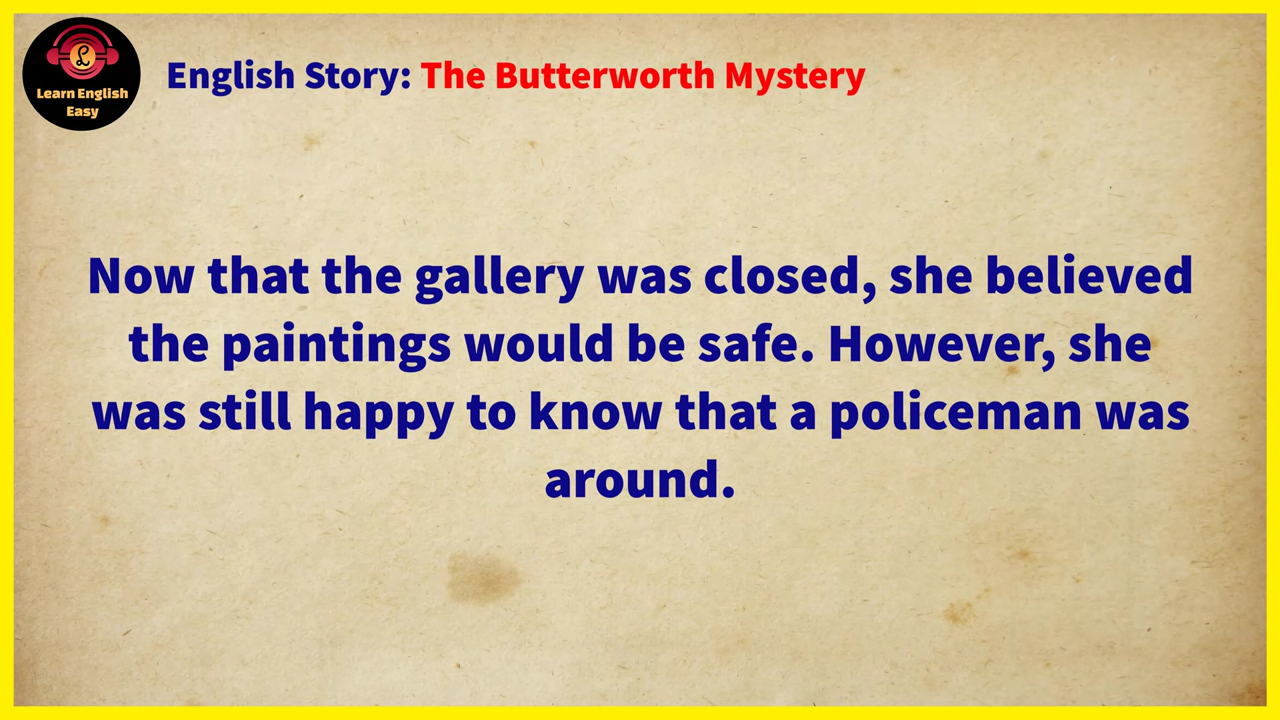 Learn English
Easy
English Story: The Butterworth Mystery
Now that the gallery was closed, she believed
the paintings would be safe. However, she
was still happy to know that a policeman was
around.